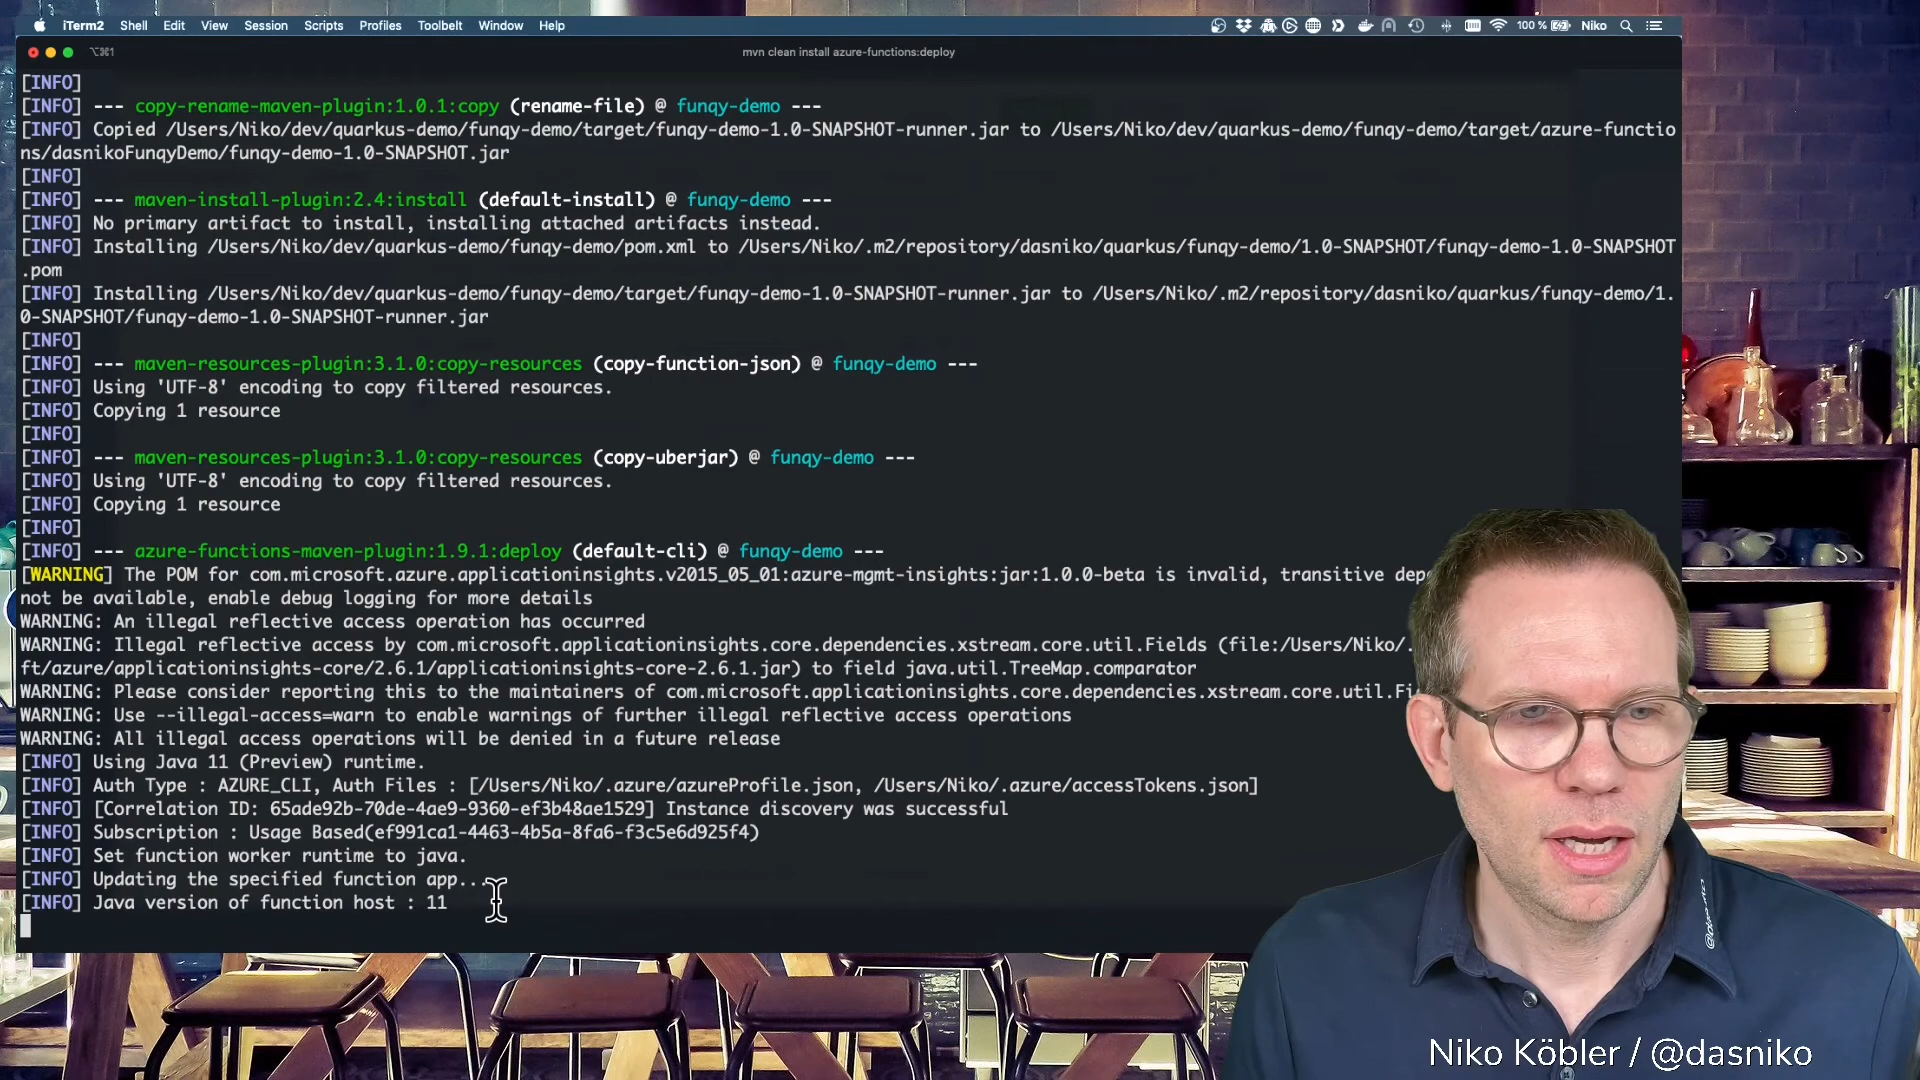 iTerm2 Shell Edit View Session Scripts Profiles Toolbelt Window Help 100 % Niko
⌥⌘1 mvn clean install azure-functions:deploy
[INFO]
[INFO] --- copy-rename-maven-plugin:1.0.1:copy (rename-file) @ funqy-demo ---
[INFO] Copied /Users/Niko/dev/quarkus-demo/funqy-demo/target/funqy-demo-1.0-SNAPSHOT-runner.jar to /Users/Niko/dev/quarkus-demo/funqy-demo/target/azure-functio
ns/dasnikoFunqyDemo/funqy-demo-1.0-SNAPSHOT.jar
[INFO]
[INFO] --- maven-install-plugin:2.4:install (default-install) @ funqy-demo ---
[INFO] No primary artifact to install, installing attached artifacts instead.
[INFO] Installing /Users/Niko/dev/quarkus-demo/funqy-demo/pom.xml to /Users/Niko/.m2/repository/dasniko/quarkus/funqy-demo/1.0-SNAPSHOT/funqy-demo-1.0-SNAPSHOT
.pom
[INFO] Installing /Users/Niko/dev/quarkus-demo/funqy-demo/target/funqy-demo-1.0-SNAPSHOT-runner.jar to /Users/Niko/.m2/repository/dasniko/quarkus/funqy-demo/1.
0-SNAPSHOT/funqy-demo-1.0-SNAPSHOT-runner.jar
[INFO]
[INFO] --- maven-resources-plugin:3.1.0:copy-resources (copy-function-json) @ funqy-demo ---
[INFO] Using 'UTF-8' encoding to copy filtered resources.
[INFO] Copying 1 resource
[INFO]
[INFO] --- maven-resources-plugin:3.1.0:copy-resources (copy-uberjar) @ funqy-demo ---
[INFO] Using 'UTF-8' encoding to copy filtered resources.
[INFO] Copying 1 resource
[INFO]
[INFO] --- azure-functions-maven-plugin:1.9.1:deploy (default-cli) @ funqy-demo ---
[WARNING] The POM for com.microsoft.azure.applicationinsights.v2015_05_01:azure-mgmt-insights:jar:1.0.0-beta is invalid, transitive dep
not be available, enable debug logging for more details
WARNING: An illegal reflective access operation has occurred
WARNING: Illegal reflective access by com.microsoft.applicationinsights.core.dependencies.xstream.core.util.Fields (file:/Users/Niko/.
ft/azure/applicationinsights-core/2.6.1/applicationinsights-core-2.6.1.jar) to field java.util.TreeMap.comparator
WARNING: Please consider reporting this to the maintainers of com.microsoft.applicationinsights.core.dependencies.xstream.core.util.Fi
WARNING: Use --illegal-access=warn to enable warnings of further illegal reflective access operations
WARNING: All illegal access operations will be denied in a future release
[INFO] Using Java 11 (Preview) runtime.
[INFO] Auth Type : AZURE_CLI, Auth Files : [/Users/Niko/.azure/azureProfile.json, /Users/Niko/.azure/accessTokens.json]
[INFO] [Correlation ID: 65ade92b-70de-4ae9-9360-ef3b48ae1529] Instance discovery was successful
[INFO] Subscription : Usage Based(ef991ca1-4463-4b5a-8fa6-f3c5e6d925f4)
[INFO] Set function worker runtime to java.
[INFO] Updating the specified function app...
[INFO] Java version of function host : 11
Niko Köbler / @dasniko